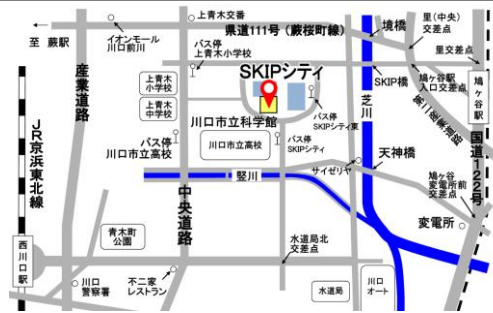 上青木交番
県道111号(蕨桜町線)
境橋
里(中央)
交差点
至 蕨駅
イオンモール
川口前川
バス停
上青木小学校
里交差点
SKIPシティ
SKIP橋
鳩ヶ谷駅
入口交差点
鳩ヶ谷駅
産業道路
上青木
小学校
上青木
中学校
川口市立科学館
バス停
SKIPシティ東
芝川
第二産業道路
国道122号
バス停
川口市立高校
川口市立高校
バス停
SKIPシティ
サイゼリヤ
天神橋
JR京浜東北線
中央道路
竪川
鳩ヶ谷
変電所前
交差点
変電所
青木町
公園
水道局北
交差点
西川口駅
川口
警察署
不二家
レストラン
水道局
川口
オート